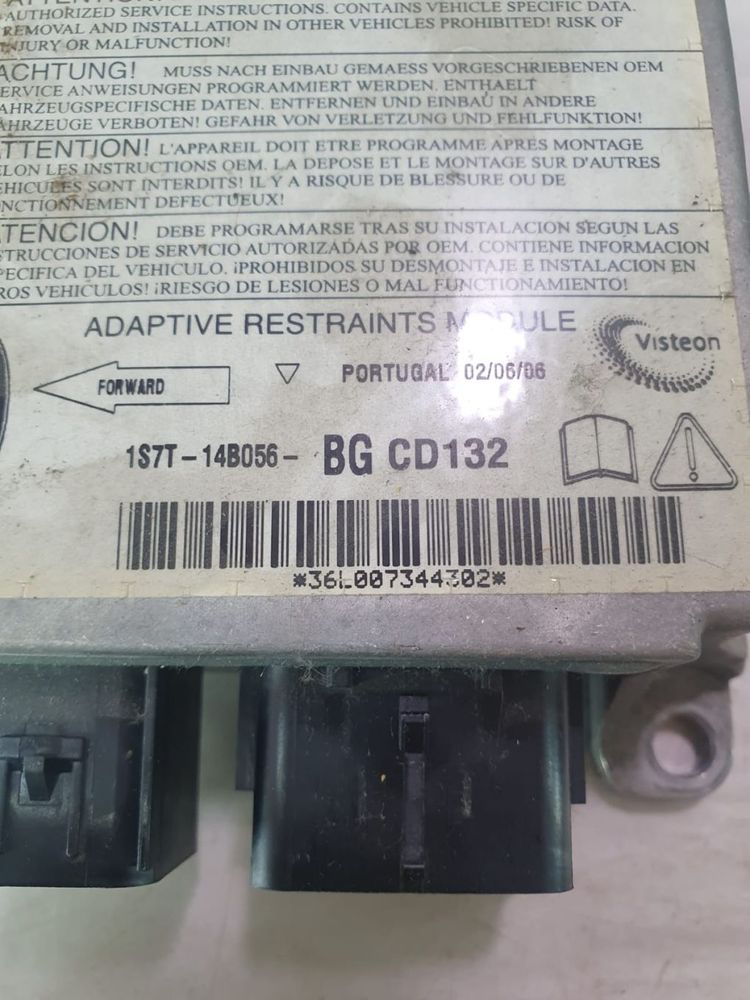 ATTENTION!
AUTHORIZED SERVICE INSTRUCTIONS. CONTAINS VEHICLE SPECIFIC DATA.
REMOVAL AND INSTALLATION IN OTHER VEHICLES PROHIBITED! RISK OF
INJURY OR MALFUNCTION!
ACHTUNG! MUSS NACH EINBAU GEMAESS VORGESCHRIEBENEN OEM
SERVICE ANWEISUNGEN PROGRAMMIERT WERDEN. ENTHAELT
FAHRZEUGSPEZIFISCHE DATEN. ENTFERNEN UND EINBAU IN ANDERE
FAHRZEUGE VERBOTEN! GEFAHR VON VERLETZUNG UND FEHLFUNKTION!
ATTENTION! L'APPAREIL DOIT ETRE PROGRAMME APRES MONTAGE
SELON LES INSTRUCTIONS OEM. LA DEPOSE ET LE MONTAGE SUR D'AUTRES
VEHICULES SONT INTERDITS! IL Y A RISQUE DE BLESSURE OU DE
FONCTIONNEMENT DEFECTUEUX!
ATENCION! DEBE PROGRAMARSE TRAS SU INSTALACION SEGUN LAS
INSTRUCCIONES DE SERVICIO AUTORIZADAS POR OEM. CONTIENE INFORMACION
ESPECIFICA DEL VEHICULO. ¡PROHIBIDOS SU DESMONTAJE E INSTALACION EN
OTROS VEHICULOS! ¡RIESGO DE LESIONES O MAL FUNCTIONAMIENTO!
ADAPTIVE RESTRAINTS MODULE
Visteon
FORWARD
PORTUGAL 02/06/06
1S7T-14B056- BG CD132
*36L007344302*